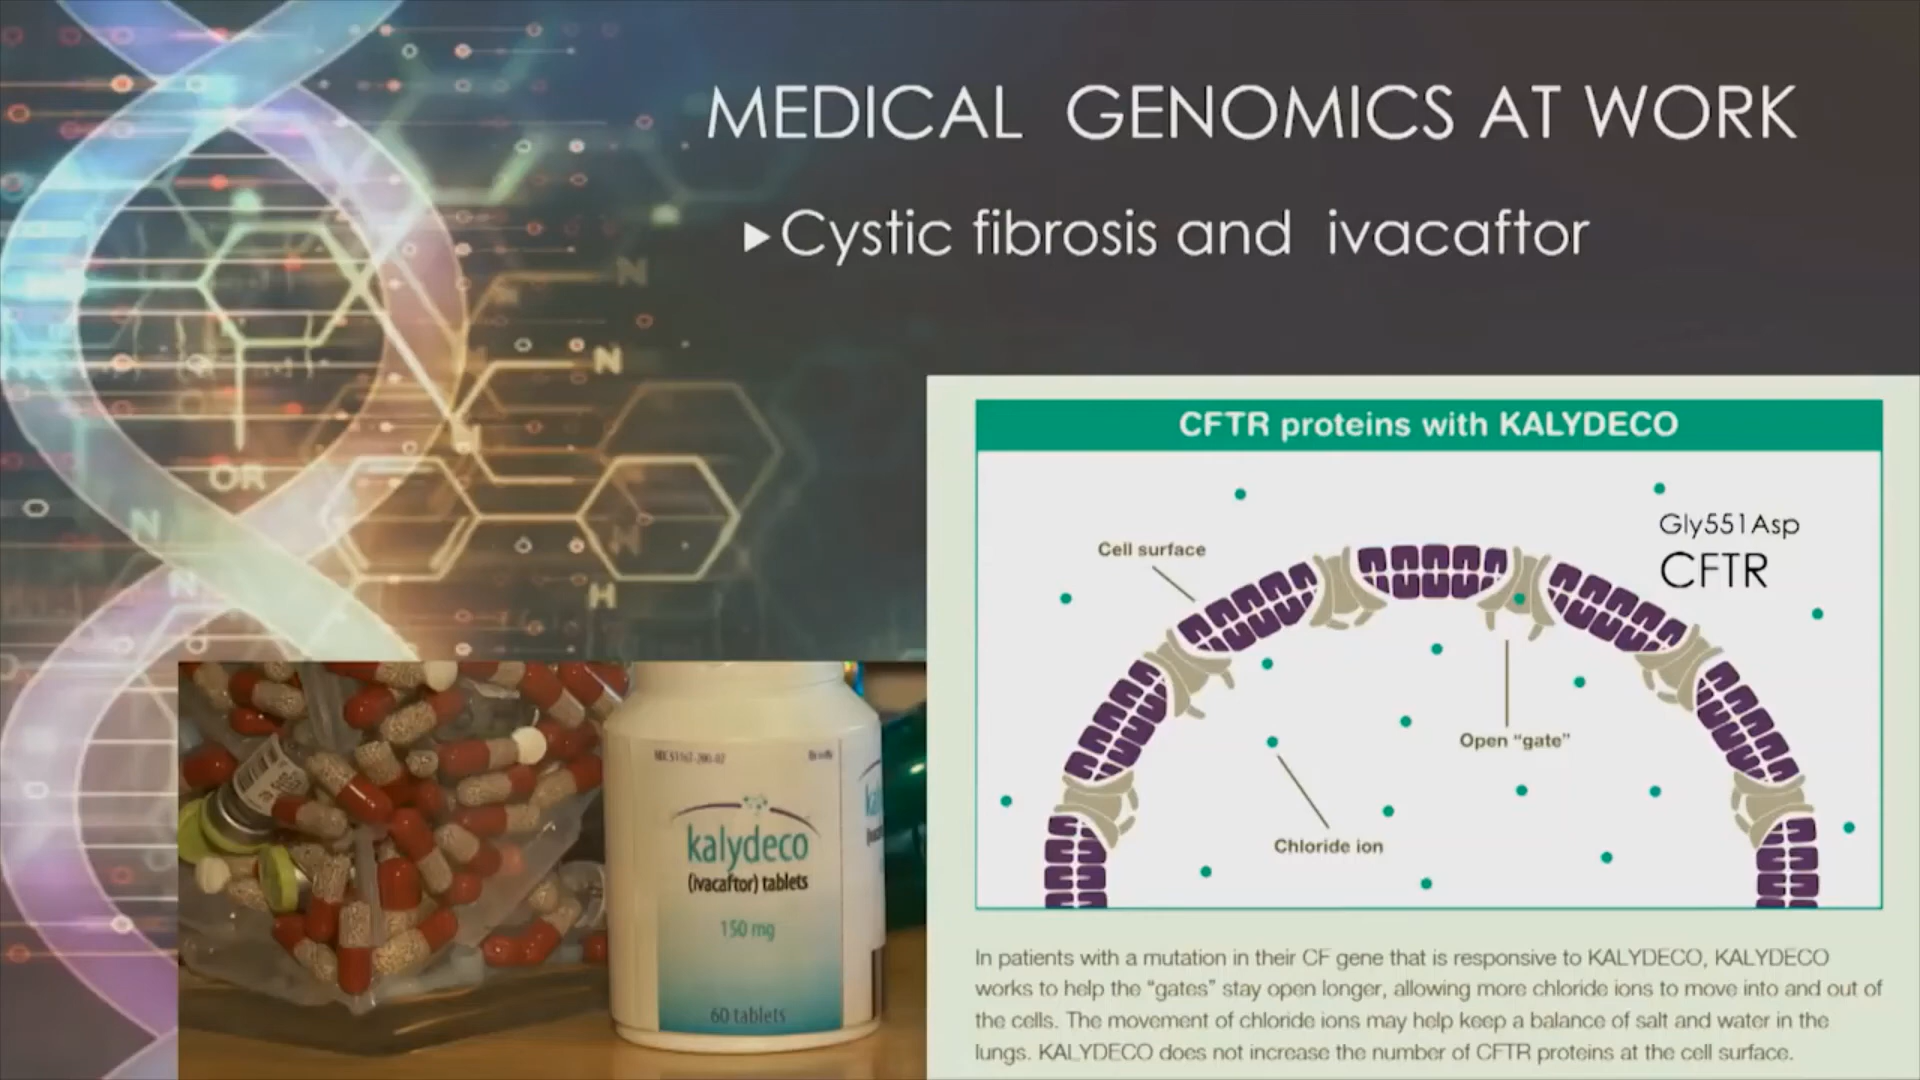 MEDICAL GENOMICS AT WORK
Cystic fibrosis and ivacaftor
CFTR proteins with KALYDECO
Gly551Asp
CFTR
Cell surface
Open “gate”
Chloride ion
In patients with a mutation in their CF gene that is responsive to KALYDECO, KALYDECO
works to help the “gates” stay open longer, allowing more chloride ions to move into and out of
the cells. The movement of chloride ions may help keep a balance of salt and water in the
lungs. KALYDECO does not increase the number of CFTR proteins at the cell surface.
kalydeco
(ivacaftor) tablets
150 mg
60 tablets
OR
N
N
N
N
H